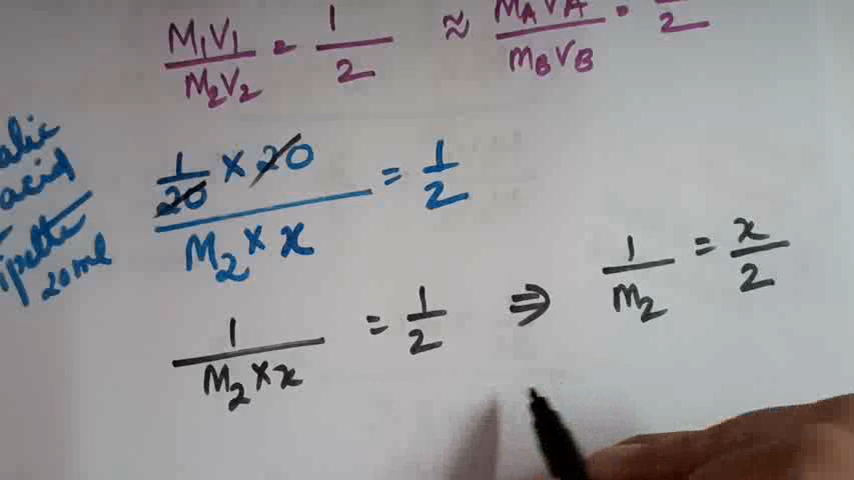 M₁V₁/M₂V₂ = 1/2 ≈ MAVA/MBVB = /2
acid
20ml
1/20 × 20 / M₂ × x = 1/2
1/M₂ × x = 1/2 ⇒ 1/M₂ = x/2